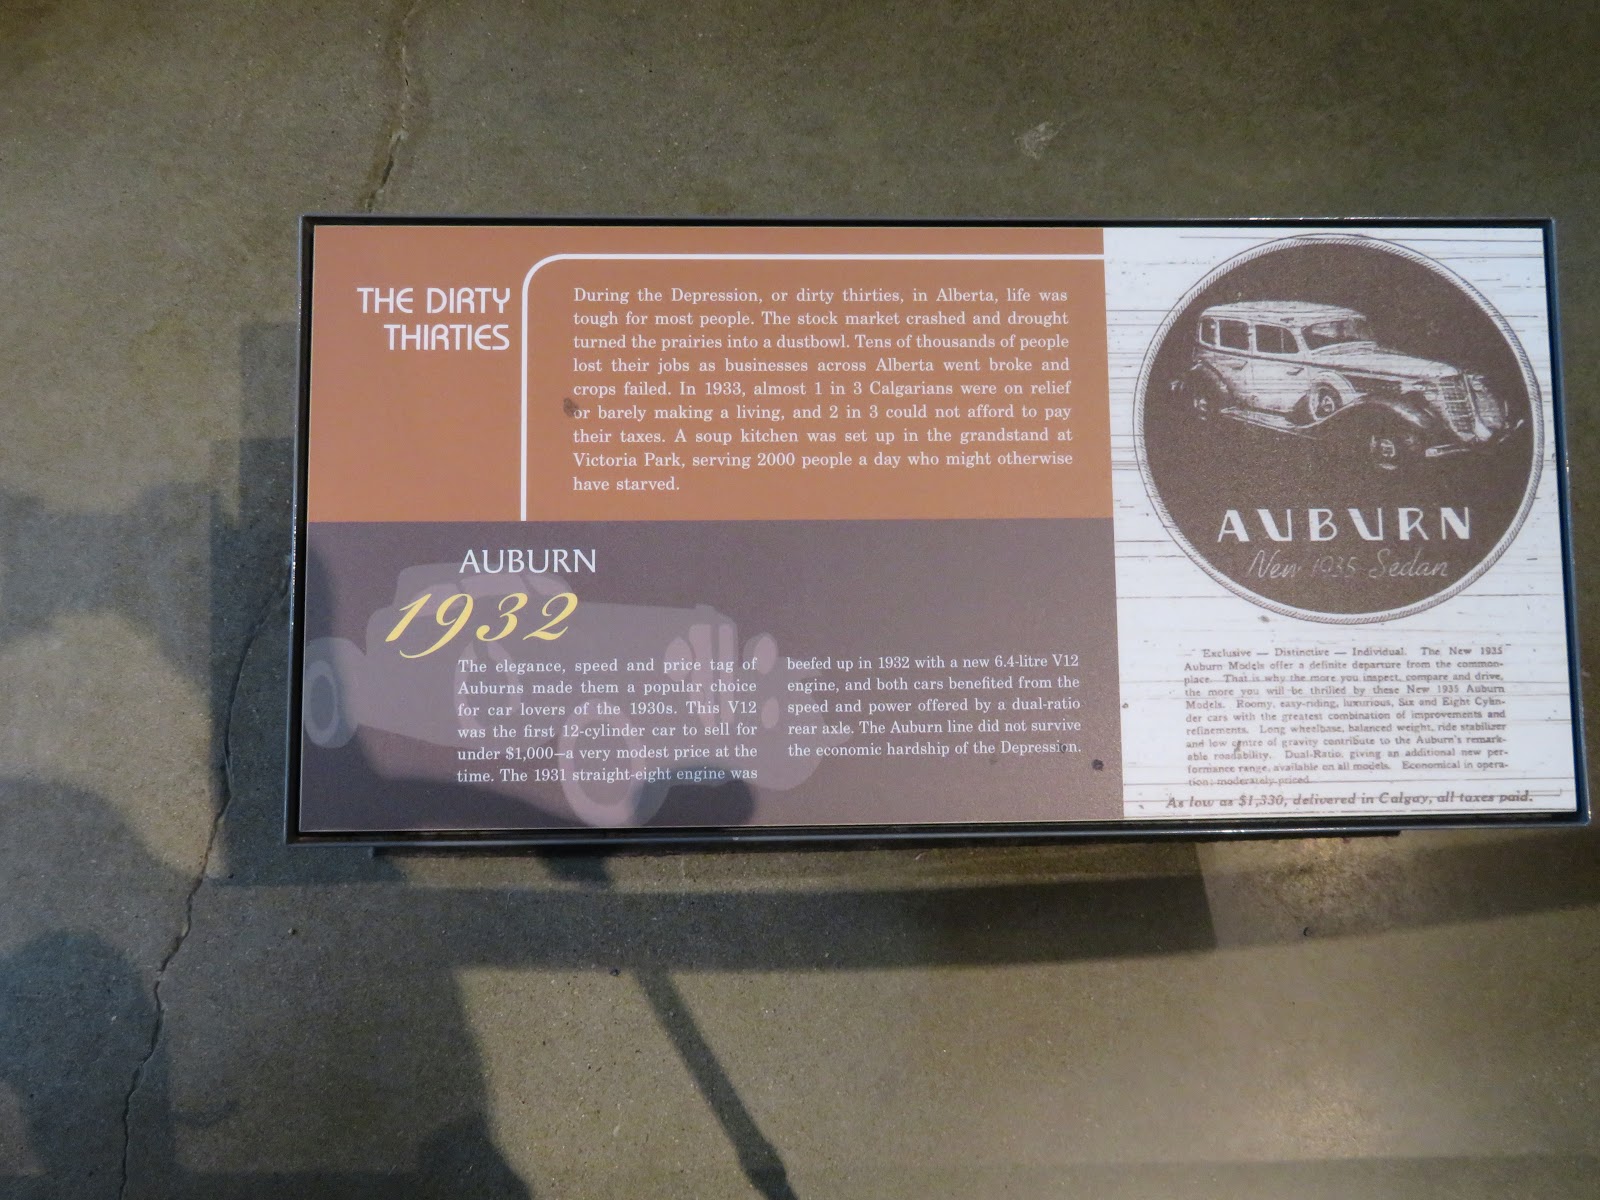 THE DIRTY
THIRTIES
During the Depression, or dirty thirties, in Alberta, life was
tough for most people. The stock market crashed and drought
turned the prairies into a dustbowl. Tens of thousands of people
lost their jobs as businesses across Alberta went broke and
crops failed. In 1933, almost 1 in 3 Calgarians were on relief
or barely making a living, and 2 in 3 could not afford to pay
their taxes. A soup kitchen was set up in the grandstand at
Victoria Park, serving 2000 people a day who might otherwise
have starved.
AUBURN
1932
The elegance, speed and price tag of
Auburns made them a popular choice
for car lovers of the 1930s. This V12
was the first 12-cylinder car to sell for
under $1,000—a very modest price at the
time. The 1931 straight-eight engine was
beefed up in 1932 with a new 6.4-litre V12
engine, and both cars benefited from the
speed and power offered by a dual-ratio
rear axle. The Auburn line did not survive
the economic hardship of the Depression.
AUBURN
New 1935 Sedan
Exclusive — Distinctive — Individual. The New 1935
Auburn Models offer a definite departure from the common-
place. That is why the more you inspect, compare and drive,
the more you will be thrilled by these New 1935 Auburn
Models. Roomy, easy-riding, luxurious, Six and Eight Cylin-
der cars with the greatest combination of improvements and
refinements. Long wheelbase, balanced weight, ride stabilizer
and low centre of gravity contribute to the Auburn's remark-
able roadability. Dual-Ratio, giving an additional new per-
formance range, available on all models. Economical in opera-
tion; moderately priced.
As low as $1,330, delivered in Calgay, all taxes paid.